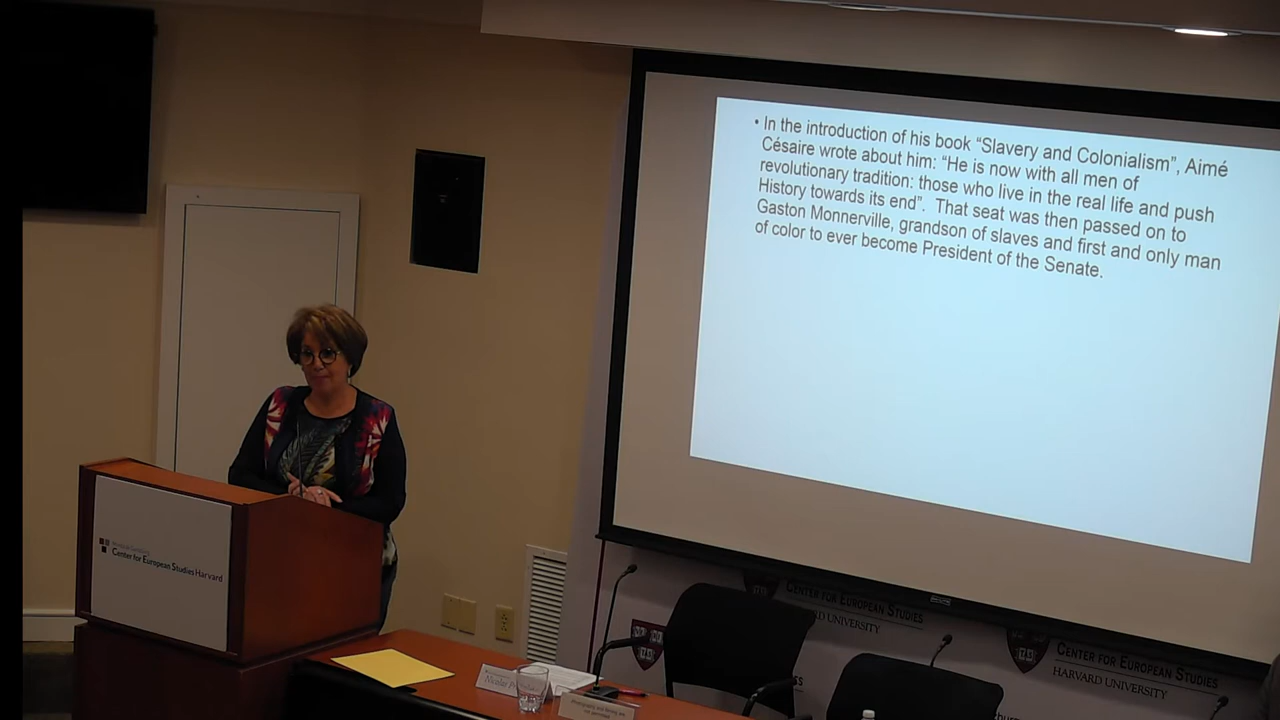 • In the introduction of his book “Slavery and Colonialism”, Aimé
Césaire wrote about him: “He is now with all men of
revolutionary tradition: those who live in the real life and push
History towards its end”.  That seat was then passed on to
Gaston Monnerville, grandson of slaves and first and only man
of color to ever become President of the Senate.
Center for European Studies Harvard
CENTER FOR EUROPEAN STUDIES
RD UNIVERSITY
CENTER FOR EUROPEAN STUDIES
HARVARD UNIVERSITY
Nicolas